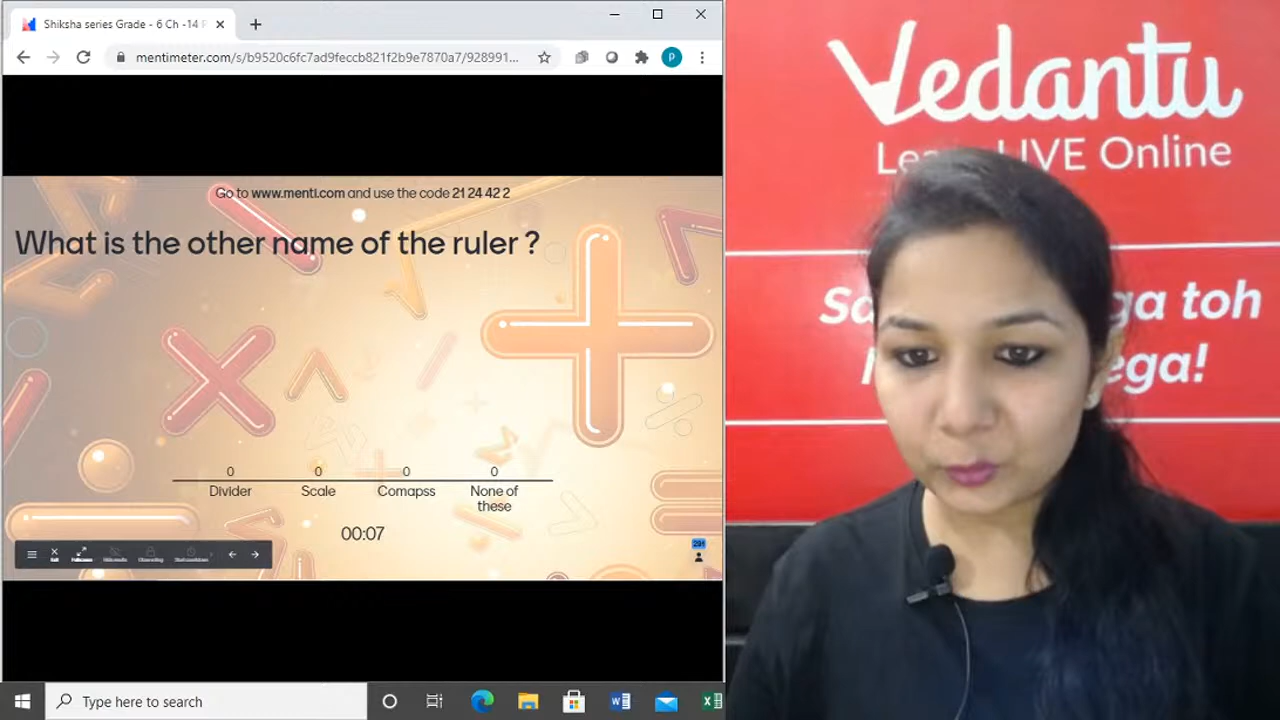 Shiksha series Grade - 6 Ch -14 P
mentimeter.com/s/b9520c6fc7ad9feccb821f2b9e7870a7/928991...
P
Go to www.menti.com and use the code 21 24 42 2
What is the other name of the ruler ?
0 0 0 0
Divider Scale Comapss None of
these
00:07
Type here to search
Vedantu
Learn LIVE Online
ga toh
ega!